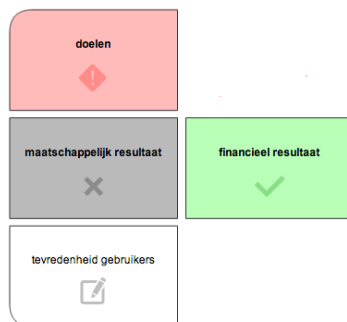 doelen
maatschappelijk resultaat
financieel resultaat
tevredenheid gebruikers